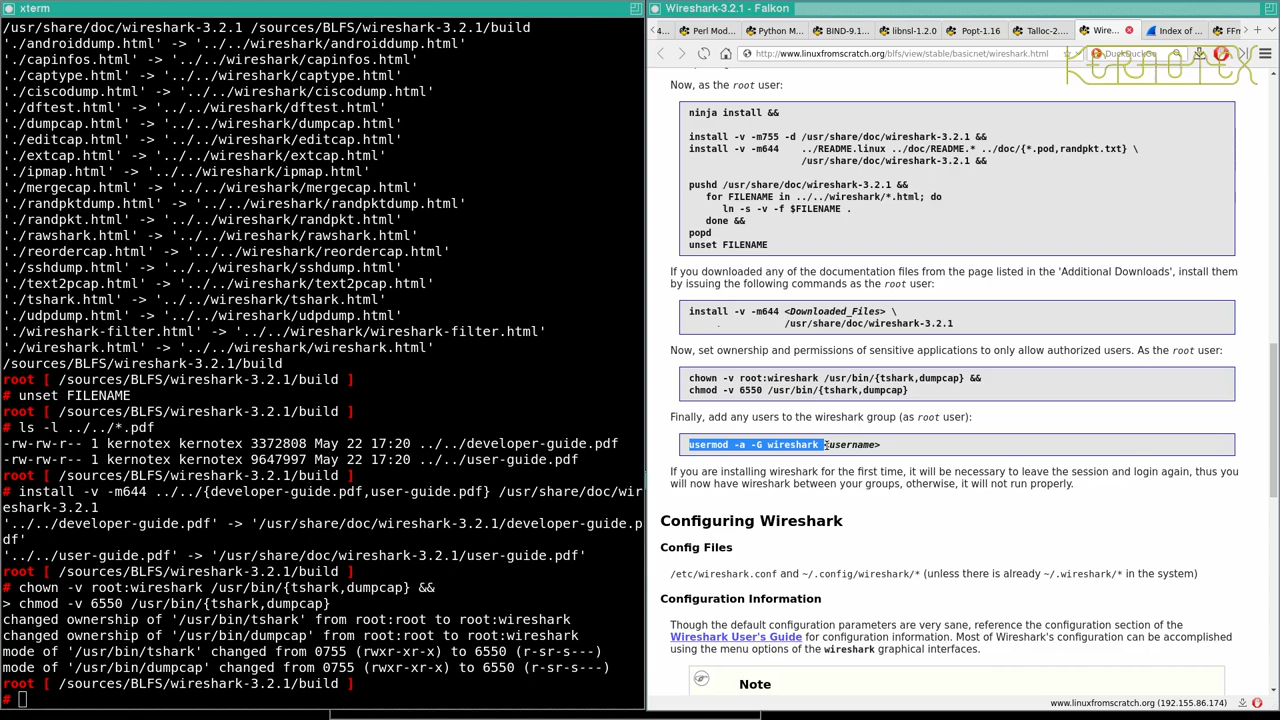 xterm
/usr/share/doc/wireshark-3.2.1 /sources/BLFS/wireshark-3.2.1/build
'./androiddump.html' -> '../../wireshark/androiddump.html'
'./capinfos.html' -> '../../wireshark/capinfos.html'
'./captype.html' -> '../../wireshark/captype.html'
'./ciscodump.html' -> '../../wireshark/ciscodump.html'
'./dftest.html' -> '../../wireshark/dftest.html'
'./dumpcap.html' -> '../../wireshark/dumpcap.html'
'./editcap.html' -> '../../wireshark/editcap.html'
'./extcap.html' -> '../../wireshark/extcap.html'
'./ipmap.html' -> '../../wireshark/ipmap.html'
'./mergecap.html' -> '../../wireshark/mergecap.html'
'./randpktdump.html' -> '../../wireshark/randpktdump.html'
'./randpkt.html' -> '../../wireshark/randpkt.html'
'./rawshark.html' -> '../../wireshark/rawshark.html'
'./reordercap.html' -> '../../wireshark/reordercap.html'
'./sshdump.html' -> '../../wireshark/sshdump.html'
'./text2pcap.html' -> '../../wireshark/text2pcap.html'
'./tshark.html' -> '../../wireshark/tshark.html'
'./udpdump.html' -> '../../wireshark/udpdump.html'
'./wireshark-filter.html' -> '../../wireshark/wireshark-filter.html'
'./wireshark.html' -> '../../wireshark/wireshark.html'
/sources/BLFS/wireshark-3.2.1/build
root [ /sources/BLFS/wireshark-3.2.1/build ]
# unset FILENAME
root [ /sources/BLFS/wireshark-3.2.1/build ]
# ls -l ../../*.pdf
-rw-rw-r-- 1 kernotex kernotex 3372808 May 22 17:20 ../../developer-guide.pdf
-rw-rw-r-- 1 kernotex kernotex 9647997 May 22 17:20 ../../user-guide.pdf
root [ /sources/BLFS/wireshark-3.2.1/build ]
# install -v -m644 ../../{developer-guide.pdf,user-guide.pdf} /usr/share/doc/wir
eshark-3.2.1
'../../developer-guide.pdf' -> '/usr/share/doc/wireshark-3.2.1/developer-guide.p
df'
'../../user-guide.pdf' -> '/usr/share/doc/wireshark-3.2.1/user-guide.pdf'
root [ /sources/BLFS/wireshark-3.2.1/build ]
# chown -v root:wireshark /usr/bin/{tshark,dumpcap} &&
> chmod -v 6550 /usr/bin/{tshark,dumpcap}
changed ownership of '/usr/bin/tshark' from root:root to root:wireshark
changed ownership of '/usr/bin/dumpcap' from root:root to root:wireshark
mode of '/usr/bin/tshark' changed from 0755 (rwxr-xr-x) to 6550 (r-sr-s---)
mode of '/usr/bin/dumpcap' changed from 0755 (rwxr-xr-x) to 6550 (r-sr-s---)
root [ /sources/BLFS/wireshark-3.2.1/build ]
#
Wireshark-3.2.1 - Falkon
4... Perl Mod... Python M... BIND-9.1... libnsl-1.2.0 Popt-1.16 Talloc-2.... Wire... Index of ... FFm
http://www.linuxfromscratch.org/blfs/view/stable/basicnet/wireshark.html DuckDuckGo
KERNOTEX
Now, as the root user:
ninja install &&
install -v -m755 -d /usr/share/doc/wireshark-3.2.1 &&
install -v -m644 ../README.linux ../doc/README.* ../doc/{*.pod,randpkt.txt} \
/usr/share/doc/wireshark-3.2.1 &&
pushd /usr/share/doc/wireshark-3.2.1 &&
for FILENAME in ../../wireshark/*.html; do
ln -s -v -f $FILENAME .
done &&
popd
unset FILENAME
If you downloaded any of the documentation files from the page listed in the 'Additional Downloads', install them
by issuing the following commands as the root user:
install -v -m644 <Downloaded_Files> \
/usr/share/doc/wireshark-3.2.1
Now, set ownership and permissions of sensitive applications to only allow authorized users. As the root user:
chown -v root:wireshark /usr/bin/{tshark,dumpcap} &&
chmod -v 6550 /usr/bin/{tshark,dumpcap}
Finally, add any users to the wireshark group (as root user):
usermod -a -G wireshark <username>
If you are installing wireshark for the first time, it will be necessary to leave the session and login again, thus you
will now have wireshark between your groups, otherwise, it will not run properly.
Configuring Wireshark
Config Files
/etc/wireshark.conf and ~/.config/wireshark/* (unless there is already ~/.wireshark/* in the system)
Configuration Information
Though the default configuration parameters are very sane, reference the configuration section of the
Wireshark User's Guide for configuration information. Most of Wireshark's configuration can be accomplished
using the menu options of the wireshark graphical interfaces.
Note
www.linuxfromscratch.org (192.155.86.174)